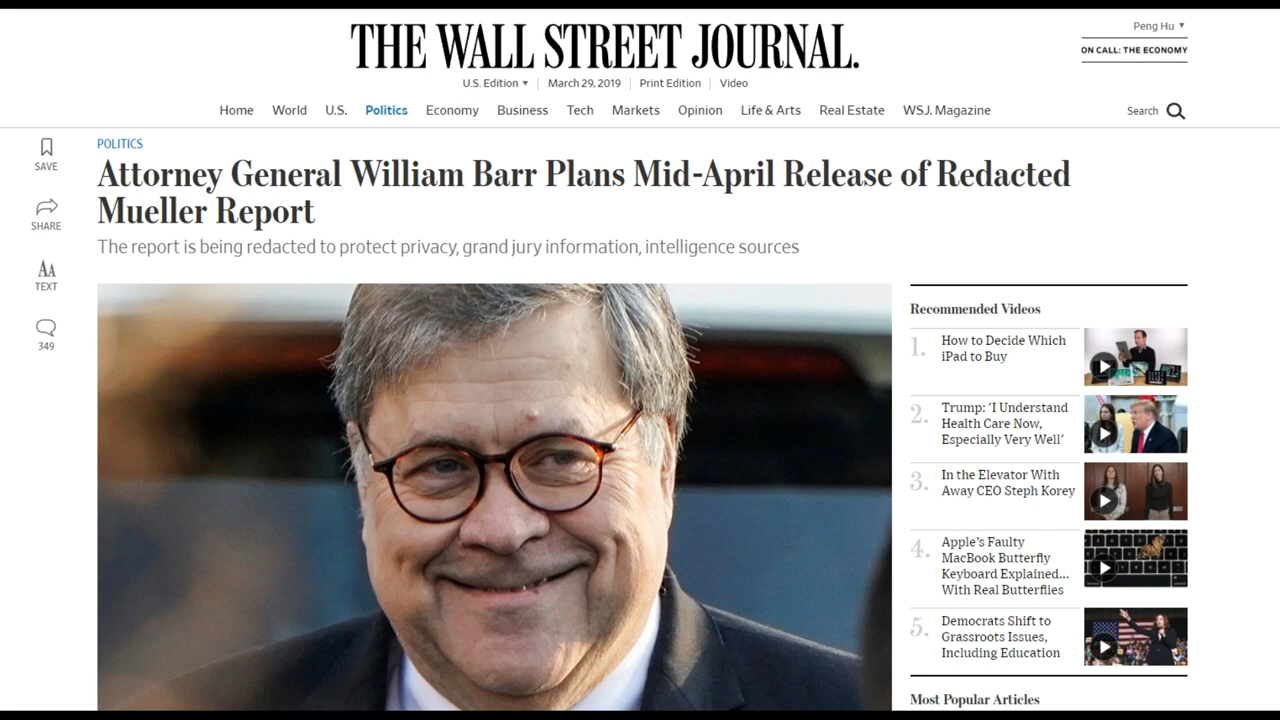 THE WALL STREET JOURNAL.
Peng Hu
ON CALL: THE ECONOMY
U.S. Edition March 29, 2019 Print Edition Video
Home World U.S. Politics Economy Business Tech Markets Opinion Life & Arts Real Estate WSJ. Magazine Search
SAVE
SHARE
AA
TEXT
349
POLITICS
Attorney General William Barr Plans Mid-April Release of Redacted
Mueller Report
The report is being redacted to protect privacy, grand jury information, intelligence sources
Recommended Videos
1. How to Decide Which
iPad to Buy
2. Trump: 'I Understand
Health Care Now,
Especially Very Well'
3. In the Elevator With
Away CEO Steph Korey
4. Apple's Faulty
MacBook Butterfly
Keyboard Explained...
With Real Butterflies
5. Democrats Shift to
Grassroots Issues,
Including Education
Most Popular Articles